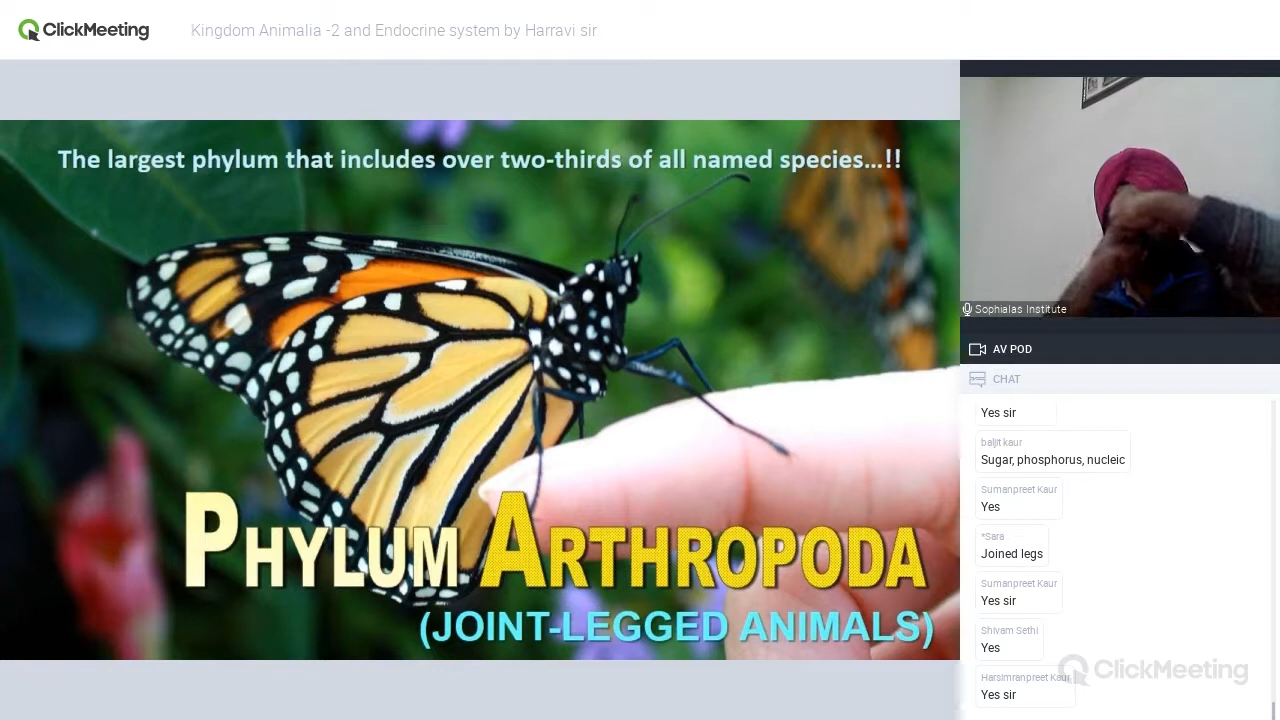 ClickMeeting
Kingdom Animalia -2 and Endocrine system by Harravi sir
The largest phylum that includes over two-thirds of all named species...!!
PHYLUM ARTHROPODA
(JOINT-LEGGED ANIMALS)
Sophialas Institute
AV POD
CHAT
Yes sir
baljit kaur
Sugar, phosphorus, nucleic
Sumanpreet Kaur
Yes
*Sara
Joined legs
Sumanpreet Kaur
Yes sir
Shivam Sethi
Yes
Harsimranpreet Kaur
Yes sir
ClickMeeting